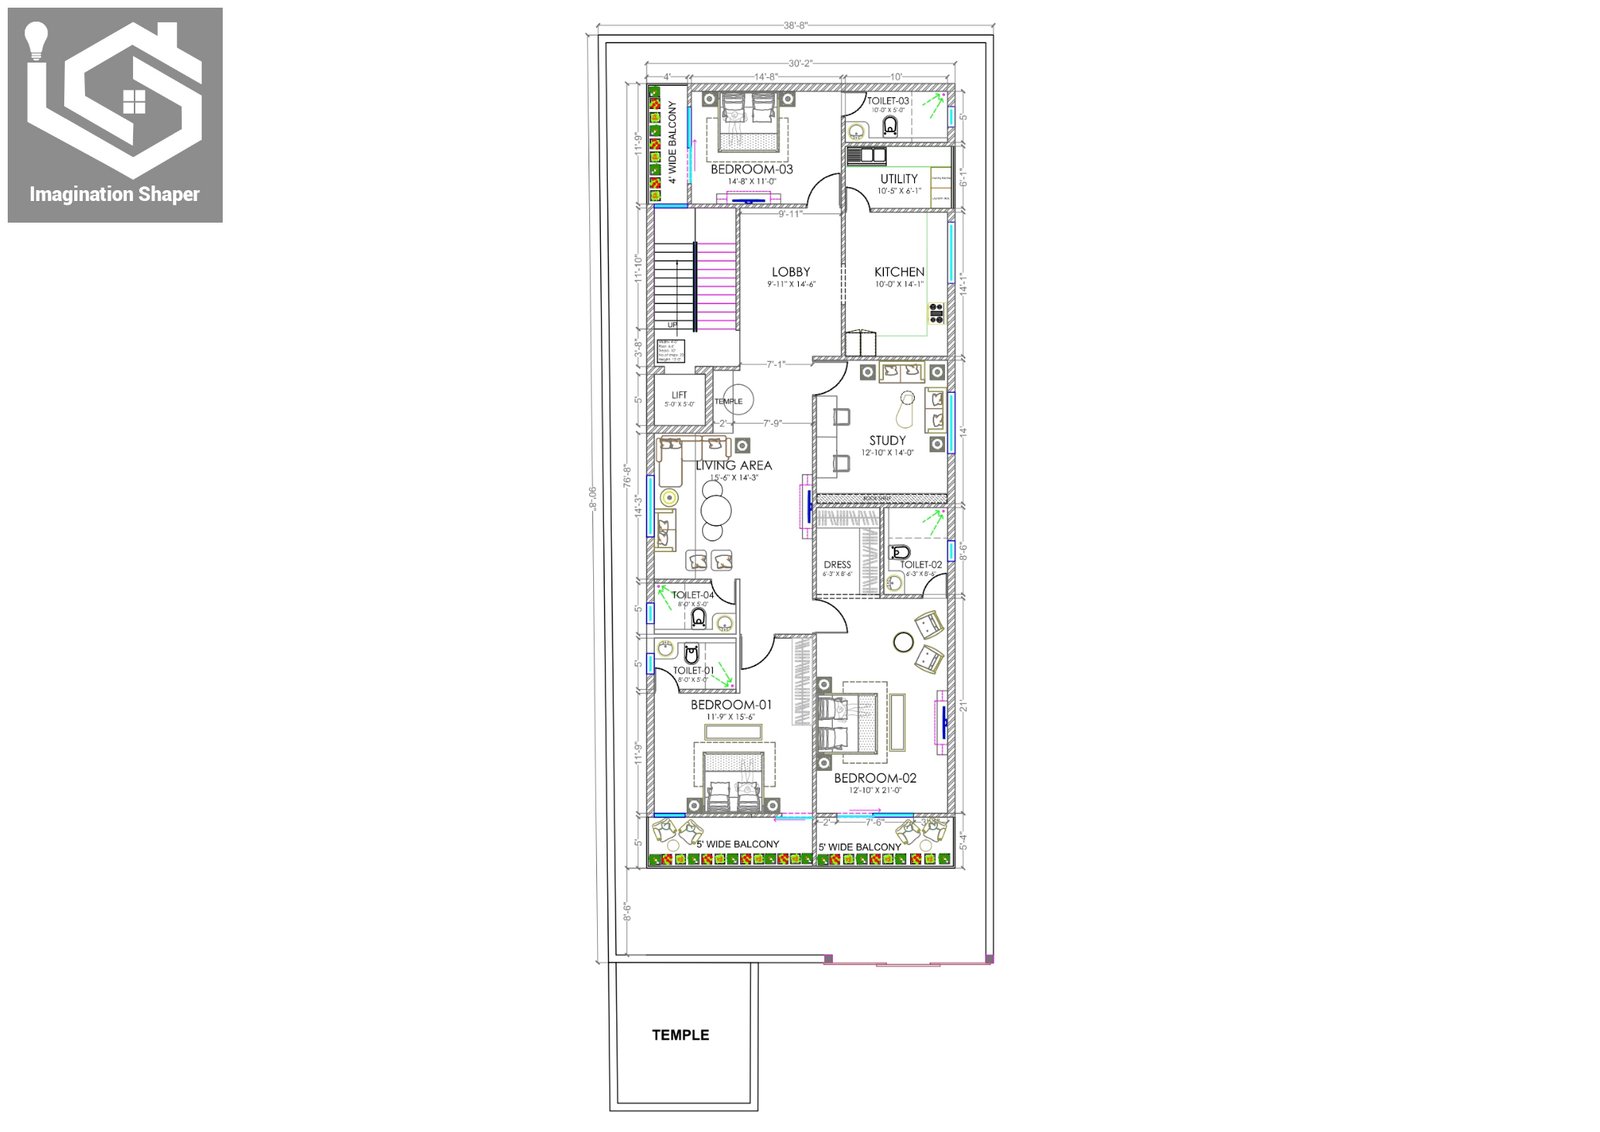 Imagination Shaper
38'-8"
30'-2"
4'
14'-8"
10'
4' WIDE BALCONY
11'-9"
BEDROOM-03
14'-8" X 11'-0"
TOILET-03
10'-0" X 5'-0"
5'
UTILITY
10'-5" X 6'-1"
6'-1"
9'-11"
LOBBY
9'-11" X 14'-6"
KITCHEN
10'-0" X 14'-1"
14'-1"
11'-10"
UP
3'-8"
7'-1"
LIFT
5'-0" X 5'-0"
5'
TEMPLE
2'
7'-9"
STUDY
12'-10" X 14'-0"
14'
BOOK SHELF
LIVING AREA
15'-6" X 14'-3"
14'-3"
76'-8"
90'-8"
DRESS
6'-3" X 8'-6"
TOILET-02
6'-3" X 8'-6"
8'-6"
TOILET-04
8'-0" X 5'-0"
5'
TOILET-01
8'-0" X 5'-0"
5'
BEDROOM-01
11'-9" X 15'-6"
11'-9"
BEDROOM-02
12'-10" X 21'-0"
21'
2'
7'-6"
5' WIDE BALCONY
5' WIDE BALCONY
5'
5'-4"
8'-6"
TEMPLE